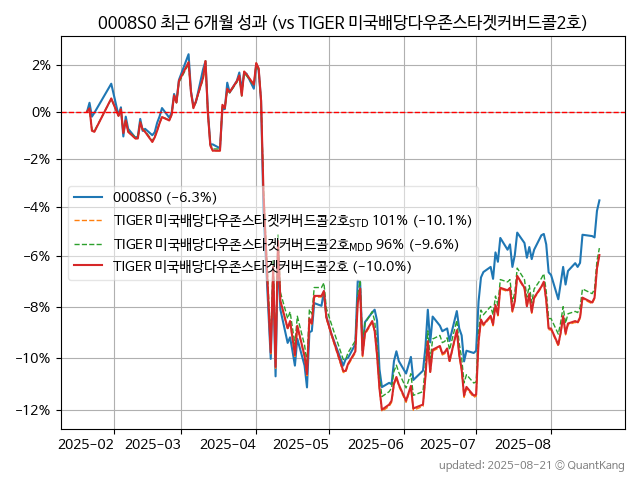 0008S0 최근 6개월 성과 (vs TIGER 미국배당다우존스타겟커버드콜2호)
2%
0%
−2%
−4%
−6%
−8%
−10%
−12%
0008S0 (−6.3%)
TIGER 미국배당다우존스타겟커버드콜2호STD 101% (−10.1%)
TIGER 미국배당다우존스타겟커버드콜2호MDD 96% (−9.6%)
TIGER 미국배당다우존스타겟커버드콜2호 (−10.0%)
2025-02 2025-03 2025-04 2025-05 2025-06 2025-07 2025-08
updated: 2025-08-21 © QuantKang